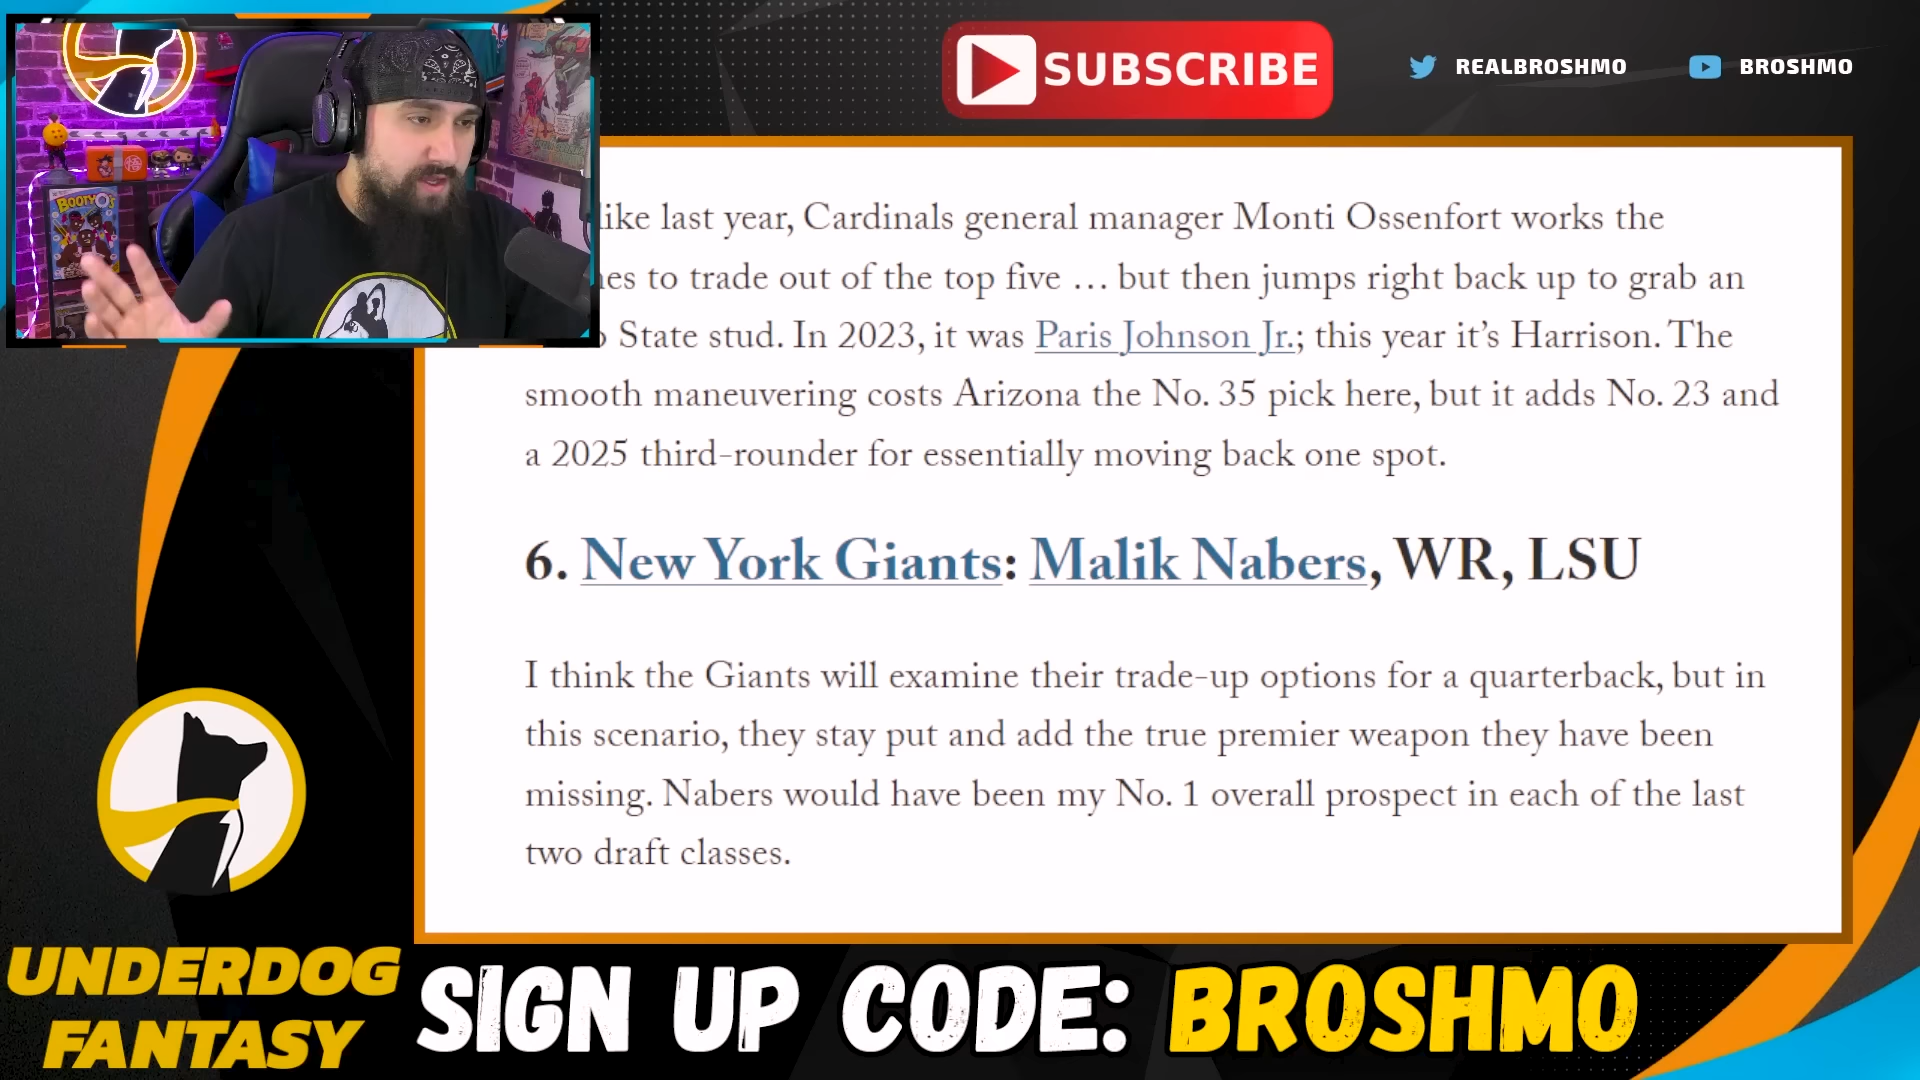 SUBSCRIBE
REALBROSHMO
BROSHMO
BOOTYO'S
like last year, Cardinals general manager Monti Ossenfort works the
to trade out of the top five … but then jumps right back up to grab an
State stud. In 2023, it was Paris Johnson Jr.; this year it's Harrison. The
smooth maneuvering costs Arizona the No. 35 pick here, but it adds No. 23 and
a 2025 third-rounder for essentially moving back one spot.
6. New York Giants: Malik Nabers, WR, LSU
I think the Giants will examine their trade-up options for a quarterback, but in
this scenario, they stay put and add the true premier weapon they have been
missing. Nabers would have been my No. 1 overall prospect in each of the last
two draft classes.
UNDERDOG
FANTASY
SIGN UP CODE: BROSHMO